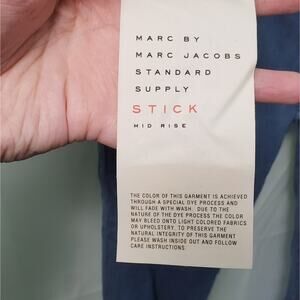 MARC BY
MARC JACOBS
STANDARD
SUPPLY
STICK
MID RISE
THE COLOR OF THIS GARMENT IS ACHIEVED
THROUGH A SPECIAL DYE PROCESS AND
WILL FADE WITH WASH. DUE TO THE
NATURE OF THE DYE PROCESS THE COLOR
MAY BLEED ONTO LIGHT COLORED FABRICS
OR UPHOLSTERY. TO PRESERVE THE
NATURAL INTEGRITY OF THIS GARMENT
PLEASE WASH INSIDE OUT AND FOLLOW
CARE INSTRUCTIONS.